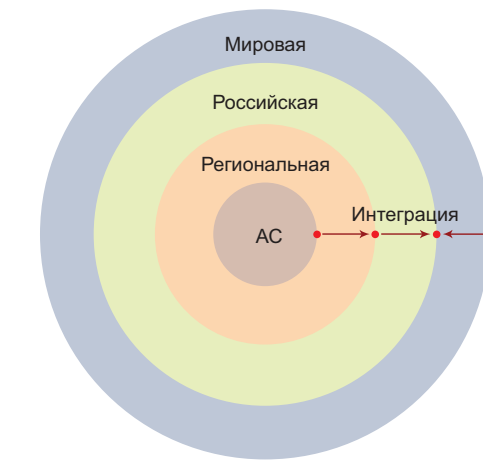 Мировая
Российская
Региональная
Интеграция
АС